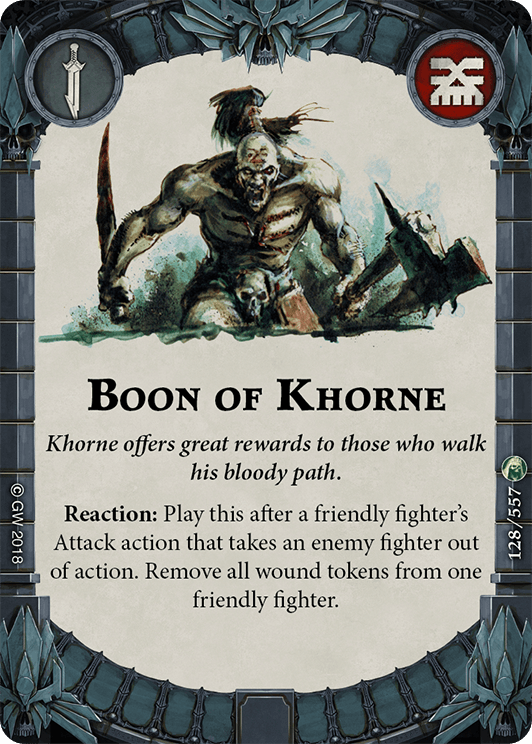 Boon of Khorne
Khorne offers great rewards to those who walk
his bloody path.
Reaction: Play this after a friendly fighter's
Attack action that takes an enemy fighter out
of action. Remove all wound tokens from one
friendly fighter.
© GW 2018
128/557